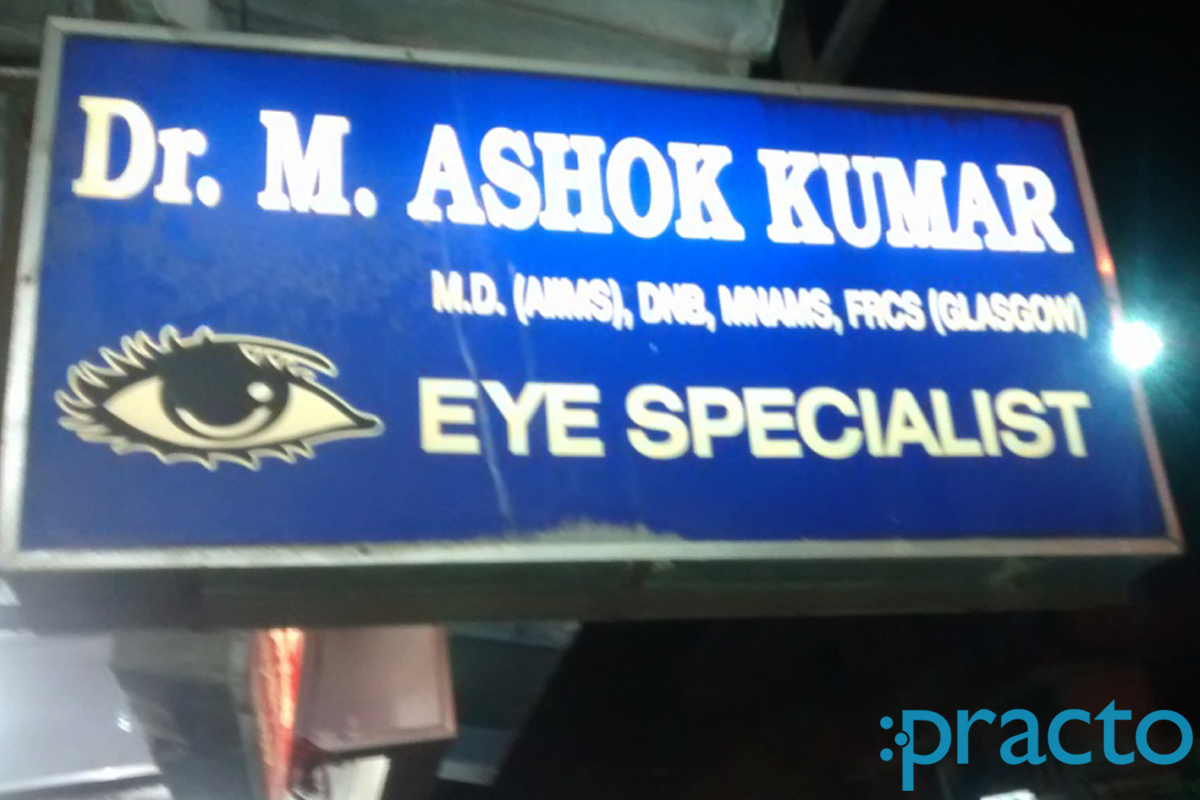 Dr. M. ASHOK KUMAR
M.D. (AIIMS), DNB, MNAMS, FRCS (GLASGOW)
EYE SPECIALIST
practo